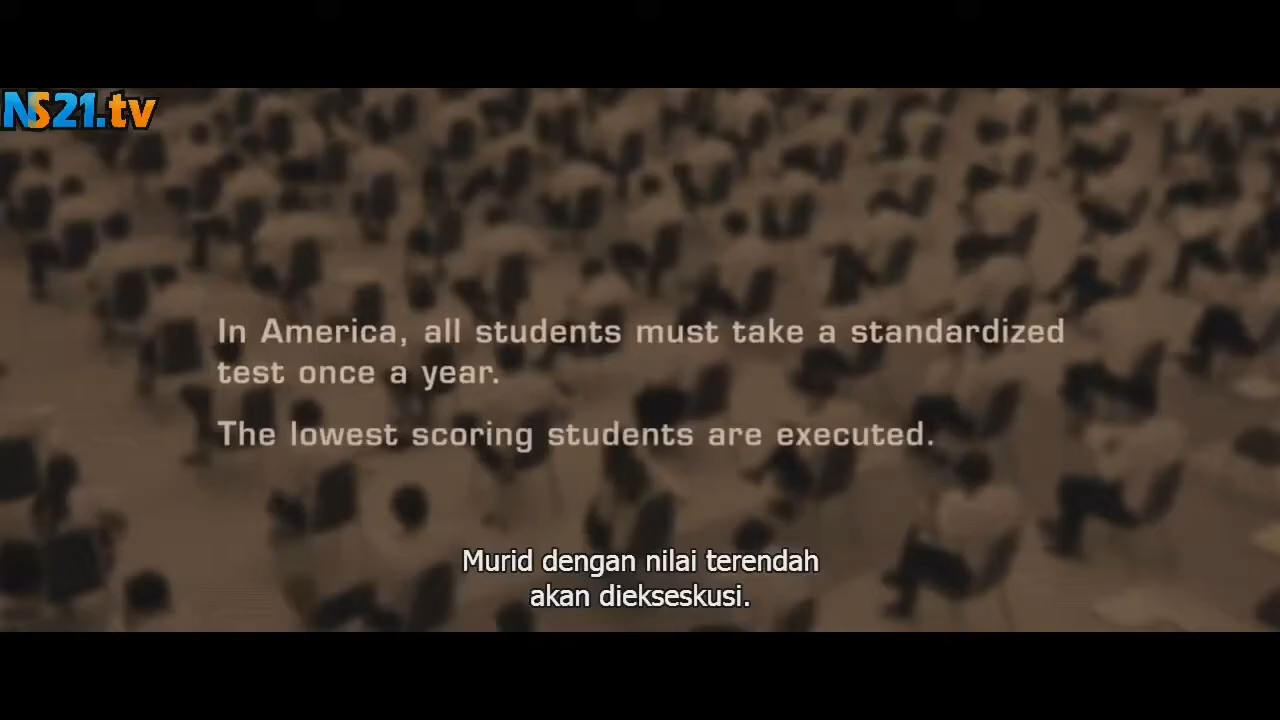 NS21.tv
In America, all students must take a standardized
test once a year.
The lowest scoring students are executed.
Murid dengan nilai terendah
akan diekseskusi.